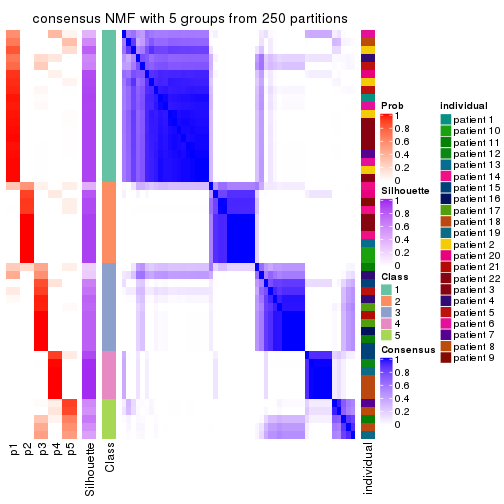 consensus NMF with 5 groups from 250 partitions
p1
p2
p3
p4
p5
Silhouette
Class
individual
Prob
1
0.8
0.6
0.4
0.2
0
Silhouette
1
0.8
0.6
0.4
0.2
0
Class
1
2
3
4
5
Consensus
1
0.8
0.6
0.4
0.2
0
individual
patient 1
patient 10
patient 11
patient 12
patient 13
patient 14
patient 15
patient 16
patient 17
patient 18
patient 19
patient 2
patient 20
patient 21
patient 22
patient 3
patient 4
patient 5
patient 6
patient 7
patient 8
patient 9